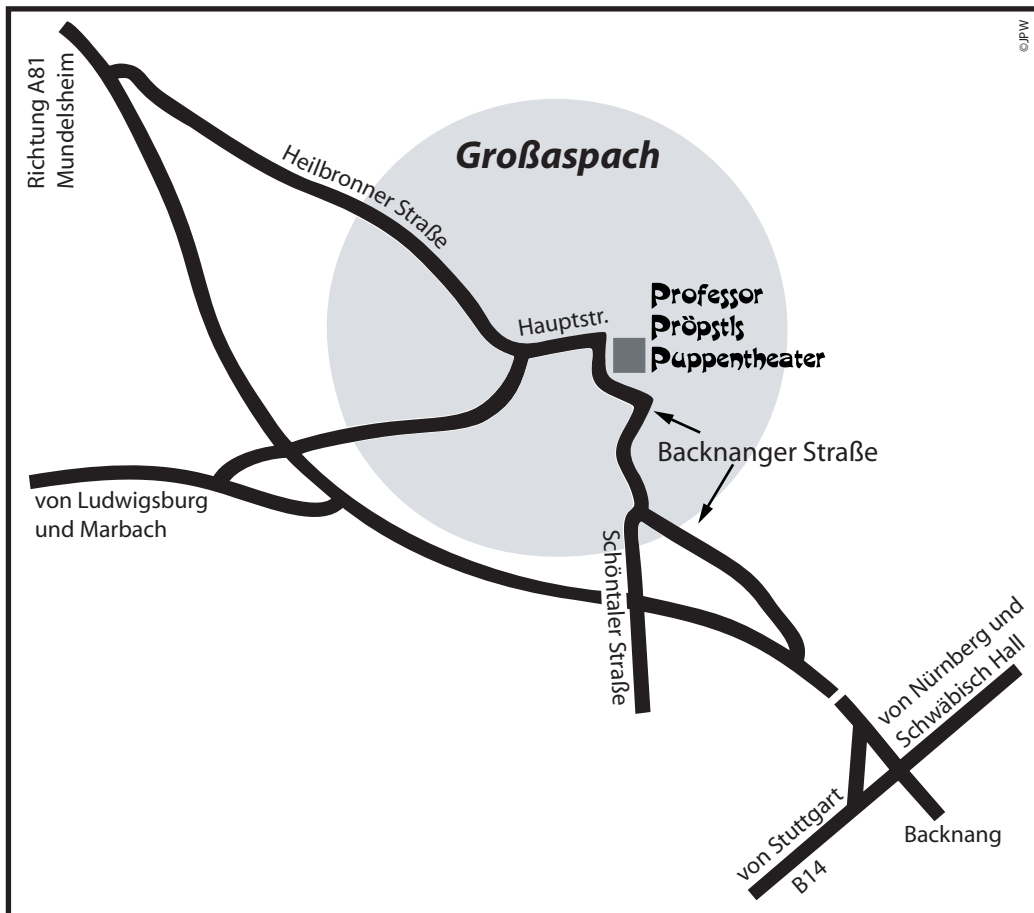 ©JPW
Richtung A81
Mundelsheim
Großaspach
Heilbronner Straße
Hauptstr.
Professor
Pröpstls
Puppentheater
Backnanger Straße
von Ludwigsburg
und Marbach
Schöntaler Straße
von Nürnberg und
Schwäbisch Hall
von Stuttgart
B14
Backnang